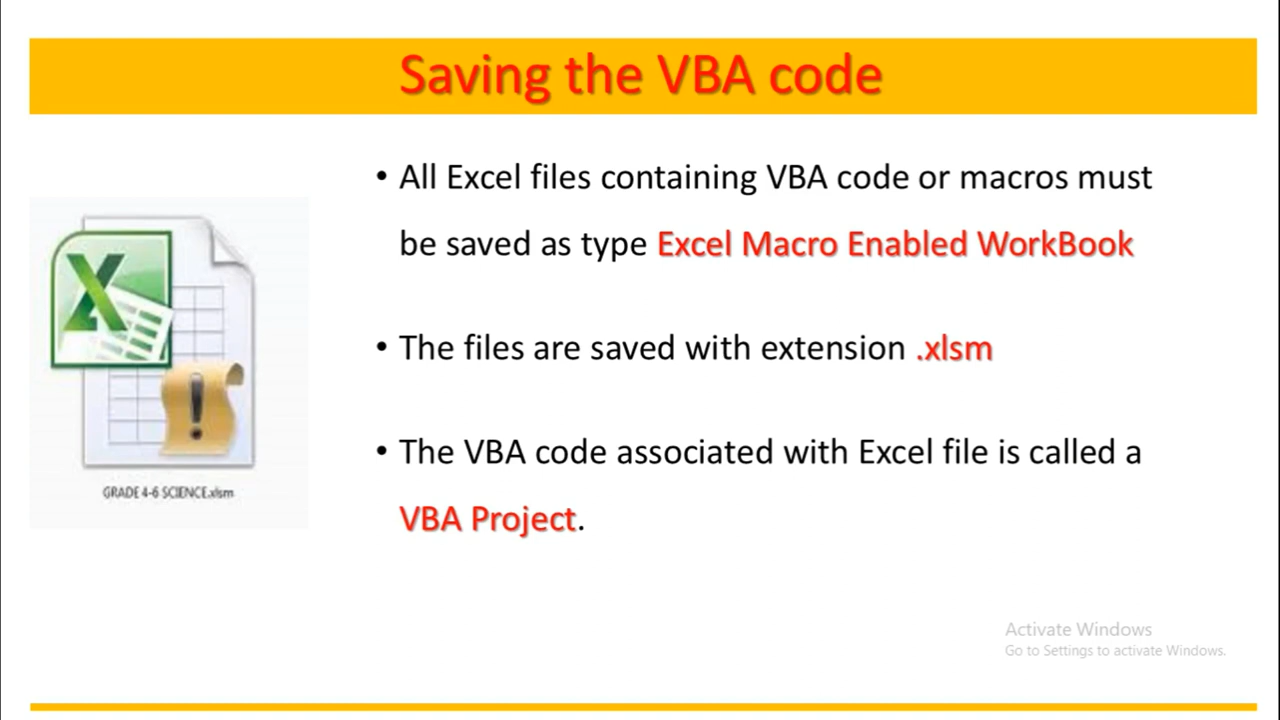 Saving the VBA code
• All Excel files containing VBA code or macros must
be saved as type Excel Macro Enabled WorkBook
• The files are saved with extension .xlsm
• The VBA code associated with Excel file is called a
VBA Project.
GRADE 4-6 SCIENCE.xlsm
Activate Windows
Go to Settings to activate Windows.